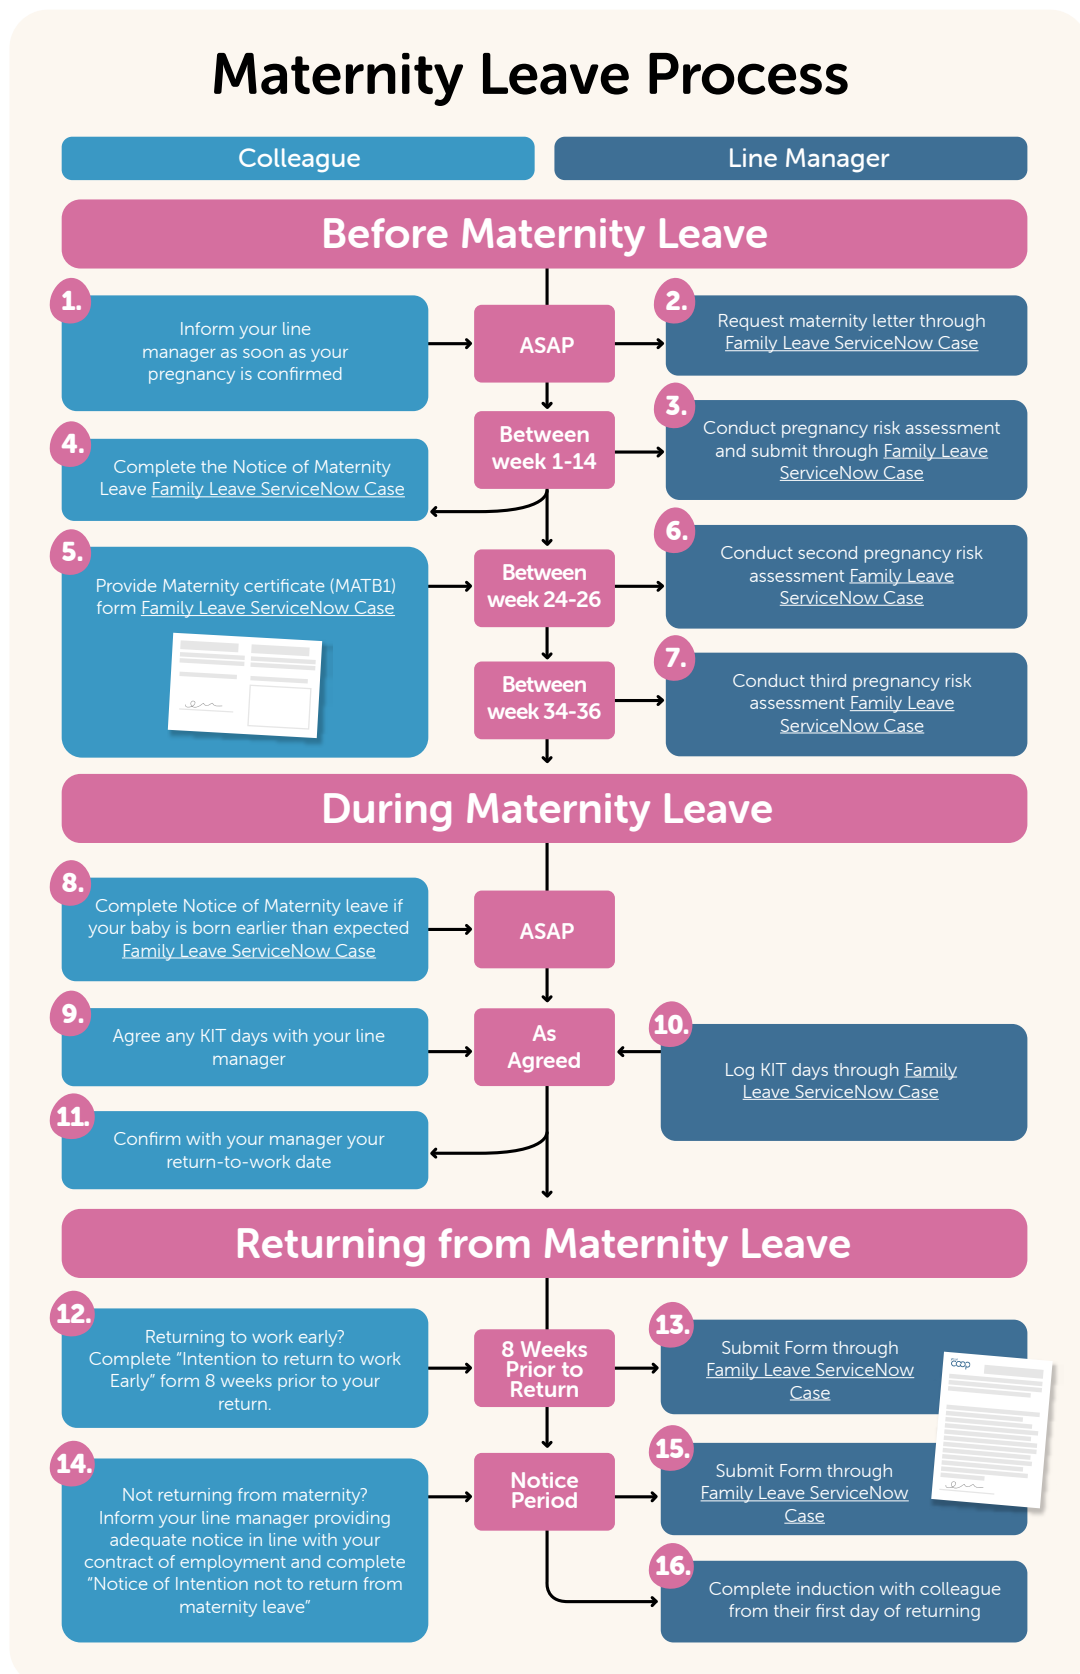 Maternity Leave Process
Colleague
Line Manager
Before Maternity Leave
1.
Inform your line
manager as soon as your
pregnancy is confirmed
ASAP
2.
Request maternity letter through
Family Leave ServiceNow Case
Between
week 1-14
3.
Conduct pregnancy risk assessment
and submit through Family Leave
ServiceNow Case
4.
Complete the Notice of Maternity
Leave Family Leave ServiceNow Case
5.
Provide Maternity certificate (MATB1)
form Family Leave ServiceNow Case
Between
week 24-26
6.
Conduct second pregnancy risk
assessment Family Leave
ServiceNow Case
Between
week 34-36
7.
Conduct third pregnancy risk
assessment Family Leave
ServiceNow Case
During Maternity Leave
8.
Complete Notice of Maternity leave if
your baby is born earlier than expected
Family Leave ServiceNow Case
ASAP
9.
Agree any KIT days with your line
manager
As
Agreed
10.
Log KIT days through Family
Leave ServiceNow Case
11.
Confirm with your manager your
return-to-work date
Returning from Maternity Leave
12.
Returning to work early?
Complete “Intention to return to work
Early” form 8 weeks prior to your
return.
8 Weeks
Prior to
Return
13.
Submit Form through
Family Leave ServiceNow
Case
coop
14.
Not returning from maternity?
Inform your line manager providing
adequate notice in line with your
contract of employment and complete
“Notice of Intention not to return from
maternity leave”
Notice
Period
15.
Submit Form through
Family Leave ServiceNow
Case
16.
Complete induction with colleague
from their first day of returning